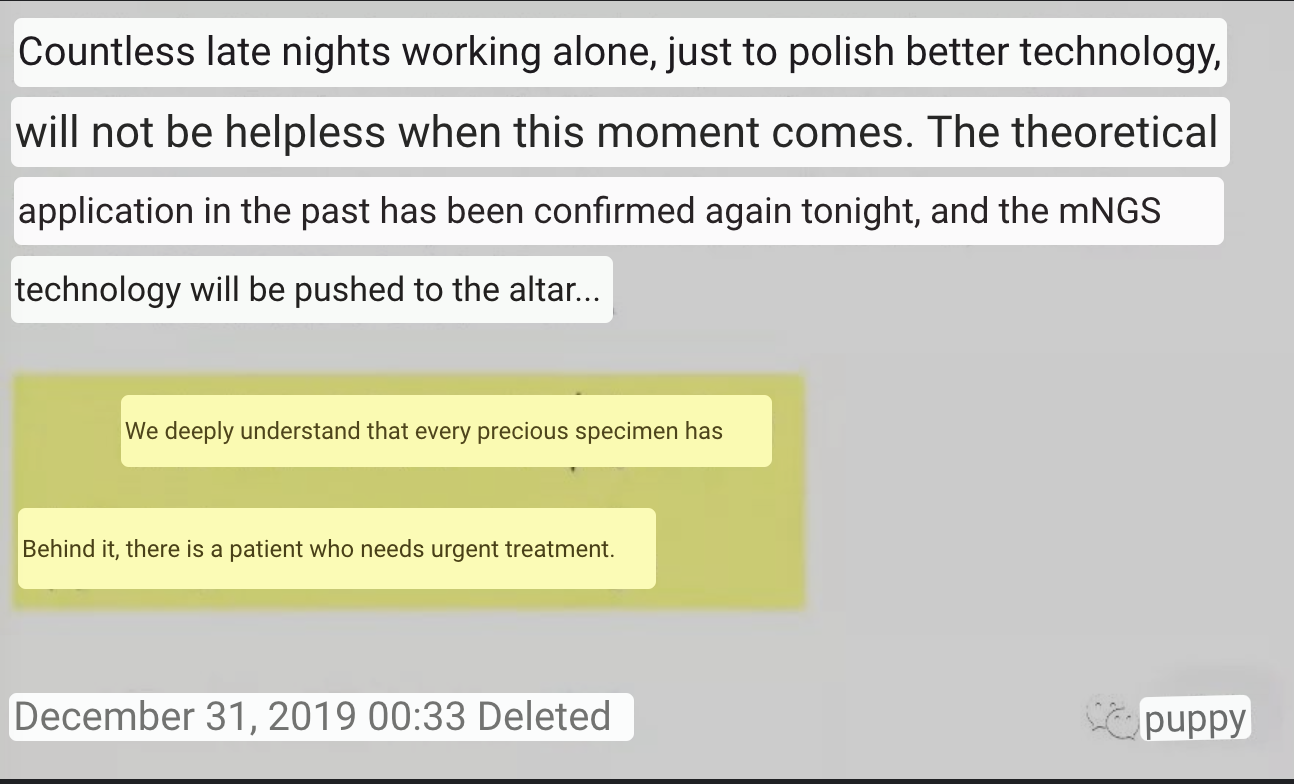 Countless late nights working alone, just to polish better technology,
will not be helpless when this moment comes. The theoretical
application in the past has been confirmed again tonight, and the mNGS
technology will be pushed to the altar...
We deeply understand that every precious specimen has
Behind it, there is a patient who needs urgent treatment.
December 31, 2019 00:33 Deleted
puppy